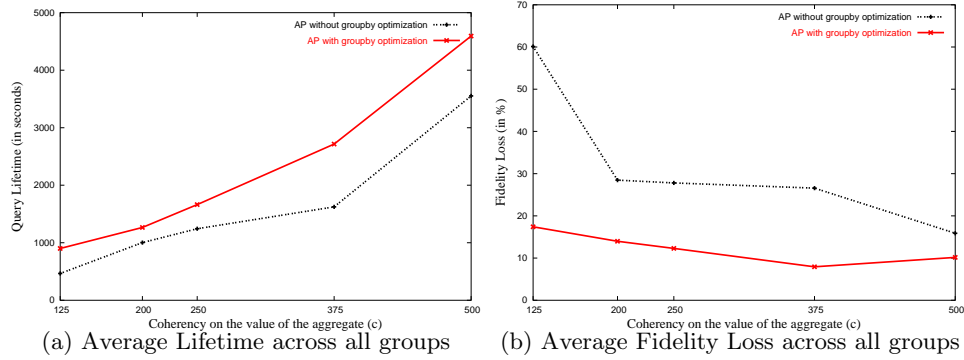 AP without groupby optimization
AP with groupby optimization
Query Lifetime (in seconds)
5000
4000
3000
2000
1000
0
125 200 250 375 500
Coherency on the value of the aggregate (c)
(a) Average Lifetime across all groups
AP without groupby optimization
AP with groupby optimization
Fidelity Loss (in % )
70
60
50
40
30
20
10
0
125 200 250 375 500
Coherency on the value of the aggregate (c)
(b) Average Fidelity Loss across all groups